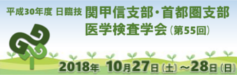 平成30年度 日臨技 関甲信支部・首都圏支部
医学検査学会(第55回)
2018年 10月27日(土)~28日(日)